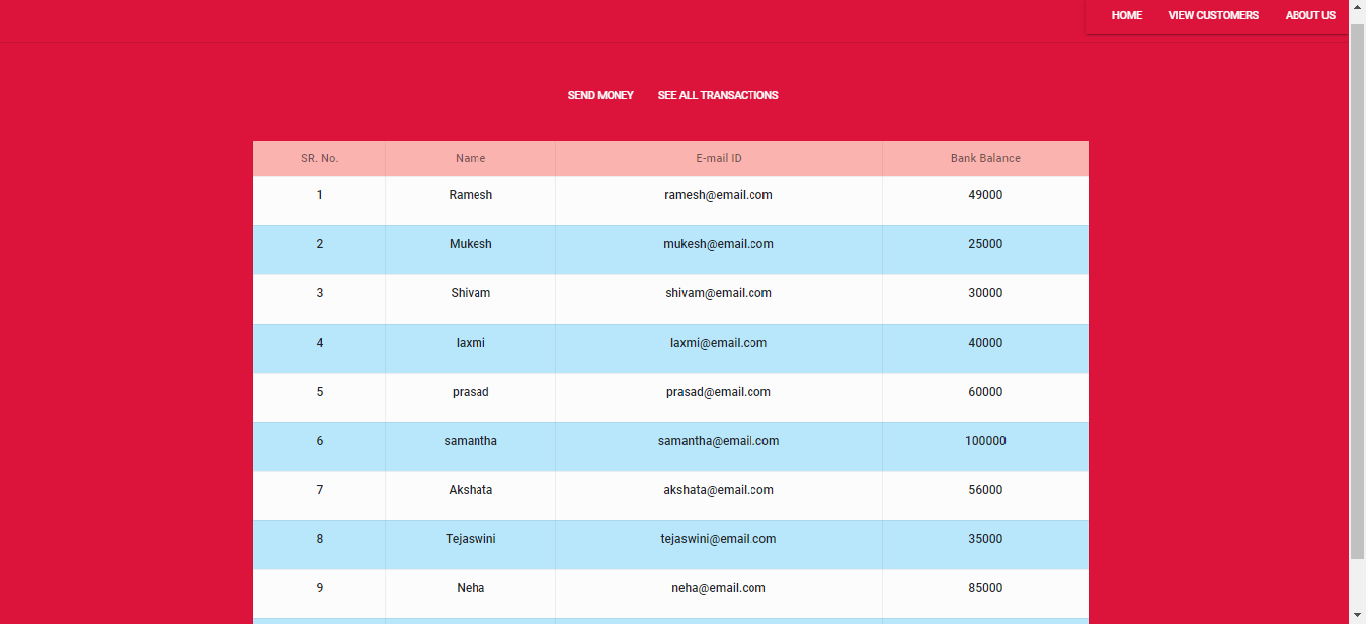 HOME VIEW CUSTOMERS ABOUT US
SEND MONEY SEE ALL TRANSACTIONS
SR. No. Name E-mail ID Bank Balance
1 Ramesh ramesh@email.com 49000
2 Mukesh mukesh@email.com 25000
3 Shivam shivam@email.com 30000
4 laxmi laxmi@email.com 40000
5 prasad prasad@email.com 60000
6 samantha samantha@email.com 100000
7 Akshata akshata@email.com 56000
8 Tejaswini tejaswini@email.com 35000
9 Neha neha@email.com 85000